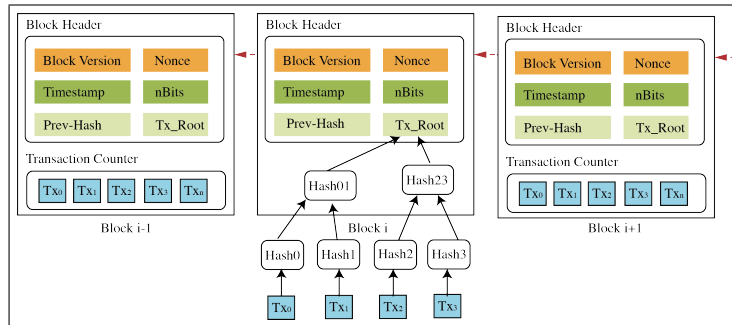 Block Header
Block Version Nonce
Timestamp nBits
Prev-Hash Tx_Root
Transaction Counter
Tx0 Tx1 Tx2 Tx3 Txn
Block i-1
Block Header
Block Version Nonce
Timestamp nBits
Prev-Hash Tx_Root
Hash01 Hash23
Block i
Hash0 Hash1 Hash2 Hash3
Tx0 Tx1 Tx2 Tx3
Block Header
Block Version Nonce
Timestamp nBits
Prev-Hash Tx_Root
Transaction Counter
Tx0 Tx1 Tx2 Tx3 Txn
Block i+1